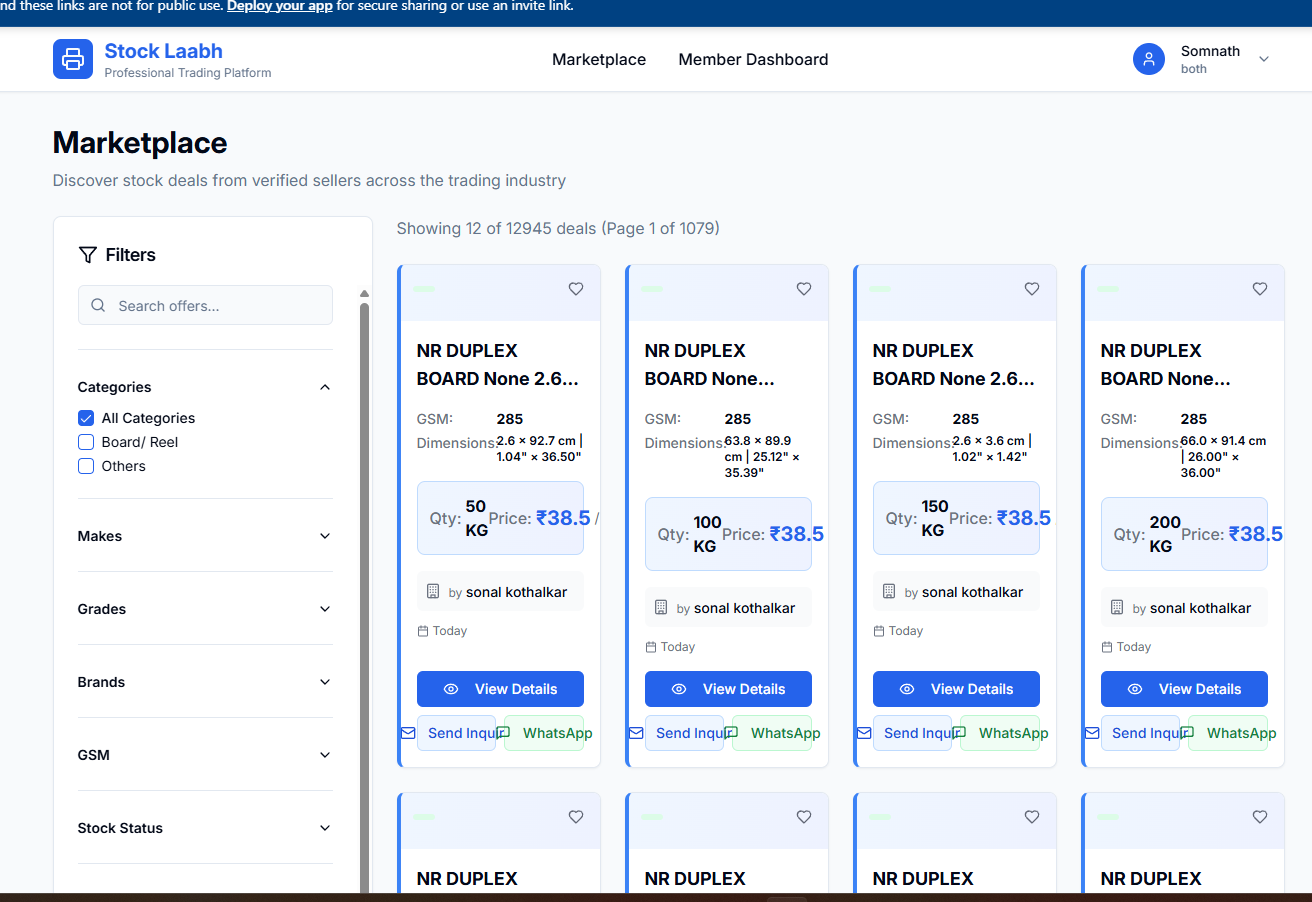 nd these links are not for public use. Deploy your app for secure sharing or use an invite link.
Stock Laabh
Professional Trading Platform
Marketplace
Member Dashboard
Somnath
both
Marketplace
Discover stock deals from verified sellers across the trading industry
Filters
Search offers...
Categories
All Categories
Board/ Reel
Others
Makes
Grades
Brands
GSM
Stock Status
Showing 12 of 12945 deals (Page 1 of 1079)
NR DUPLEX
BOARD None 2.6...
GSM: 285
Dimensions: 2.6 × 92.7 cm |
1.04" × 36.50"
Qty: 50 KG Price: ₹38.5 /
by sonal kothalkar
Today
View Details
Send Inquir
WhatsApp
NR DUPLEX
BOARD None...
GSM: 285
Dimensions: 63.8 × 89.9
cm | 25.12" ×
35.39"
Qty: 100 KG Price: ₹38.5
by sonal kothalkar
Today
View Details
Send Inquir
WhatsApp
NR DUPLEX
BOARD None 2.6...
GSM: 285
Dimensions: 2.6 × 3.6 cm |
1.02" × 1.42"
Qty: 150 KG Price: ₹38.5
by sonal kothalkar
Today
View Details
Send Inquir
WhatsApp
NR DUPLEX
BOARD None...
GSM: 285
Dimensions: 66.0 × 91.4 cm
| 26.00" ×
36.00"
Qty: 200 KG Price: ₹38.5
by sonal kothalkar
Today
View Details
Send Inquir
WhatsApp
NR DUPLEX
NR DUPLEX
NR DUPLEX
NR DUPLEX